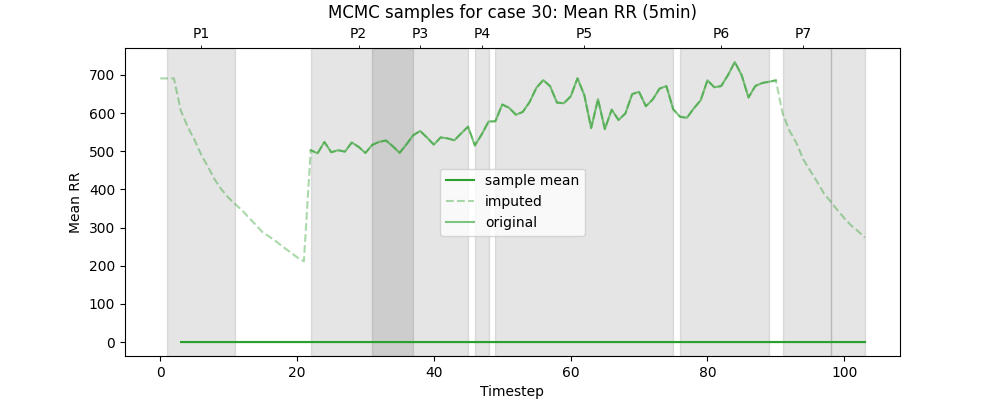 MCMC samples for case 30: Mean RR (5min)
P1 P2 P3 P4 P5 P6 P7
700
600
500
400
300
200
100
0
Mean RR
sample mean
imputed
original
0 20 40 60 80 100
Timestep